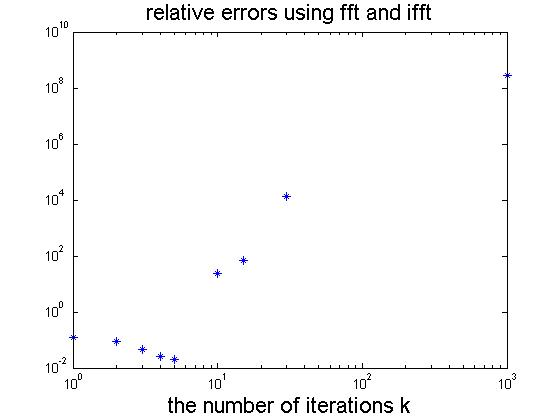 relative errors using fft and ifft
10^10
10^8
10^6
10^4
10^2
10^0
10^-2
10^0 10^1 10^2 10^3
the number of iterations k